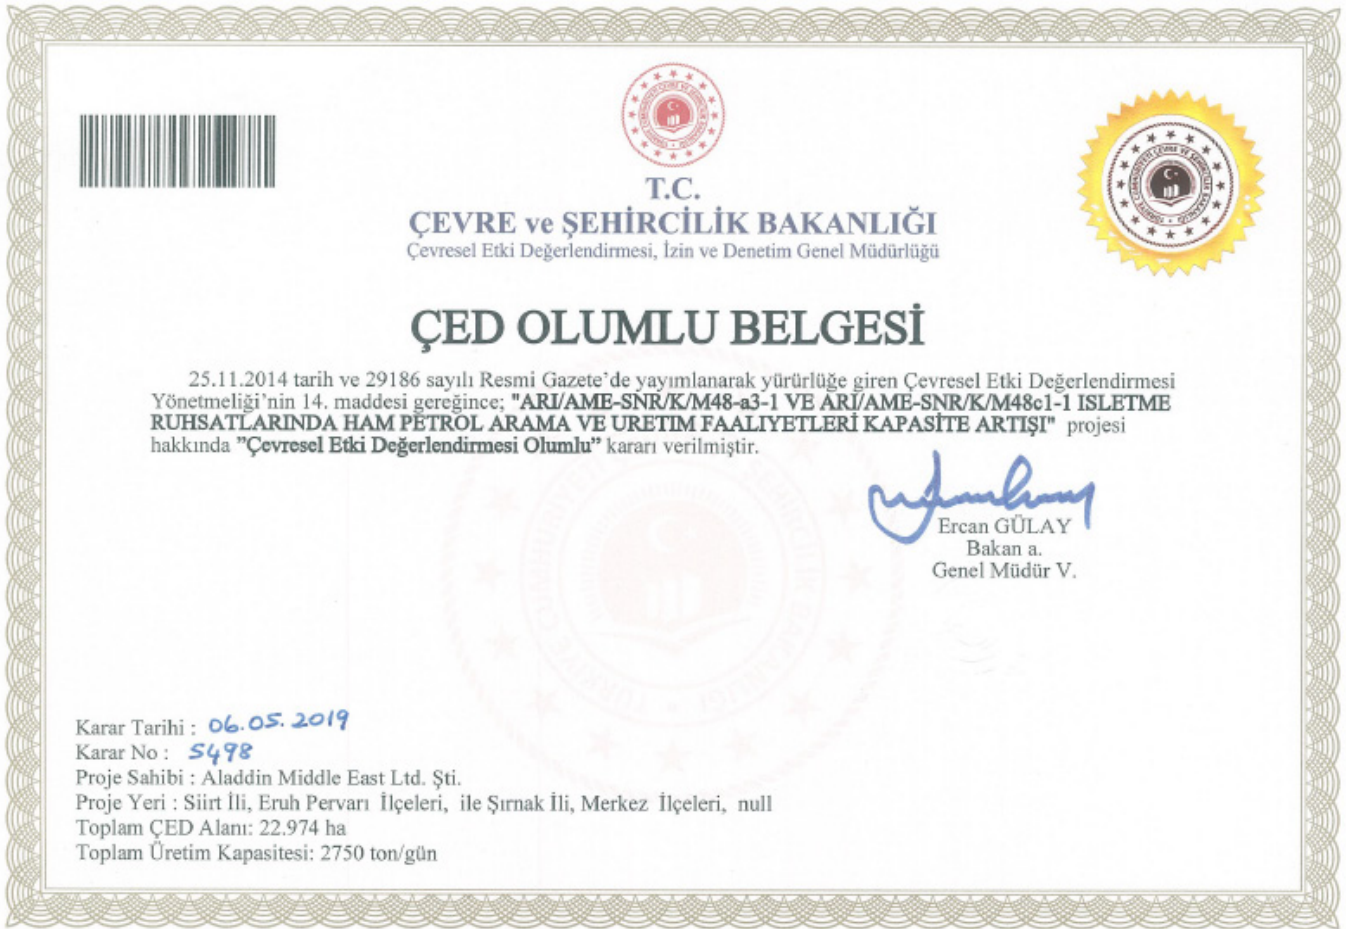 T.C.
ÇEVRE ve ŞEHİRCİLİK BAKANLIĞI
Çevresel Etki Değerlendirmesi, İzin ve Denetim Genel Müdürlüğü
ÇED OLUMLU BELGESİ
25.11.2014 tarih ve 29186 sayılı Resmi Gazete'de yayımlanarak yürürlüğe giren Çevresel Etki Değerlendirmesi
Yönetmeliği'nin 14. maddesi gereğince; "ARI/AME-SNR/K/M48-a3-1 VE ARI/AME-SNR/K/M48c1-1 ISLETME
RUHSATLARINDA HAM PETROL ARAMA VE URETIM FAALIYETLERİ KAPASİTE ARTIŞI" projesi
hakkında "Çevresel Etki Değerlendirmesi Olumlu" kararı verilmiştir.
Ercan GÜLAY
Bakan a.
Genel Müdür V.
Karar Tarihi : 06.05.2019
Karar No : 5498
Proje Sahibi : Aladdin Middle East Ltd. Şti.
Proje Yeri : Siirt İli, Eruh Pervarı İlçeleri, ile Şırnak İli, Merkez İlçeleri, null
Toplam ÇED Alanı: 22.974 ha
Toplam Üretim Kapasitesi: 2750 ton/gün